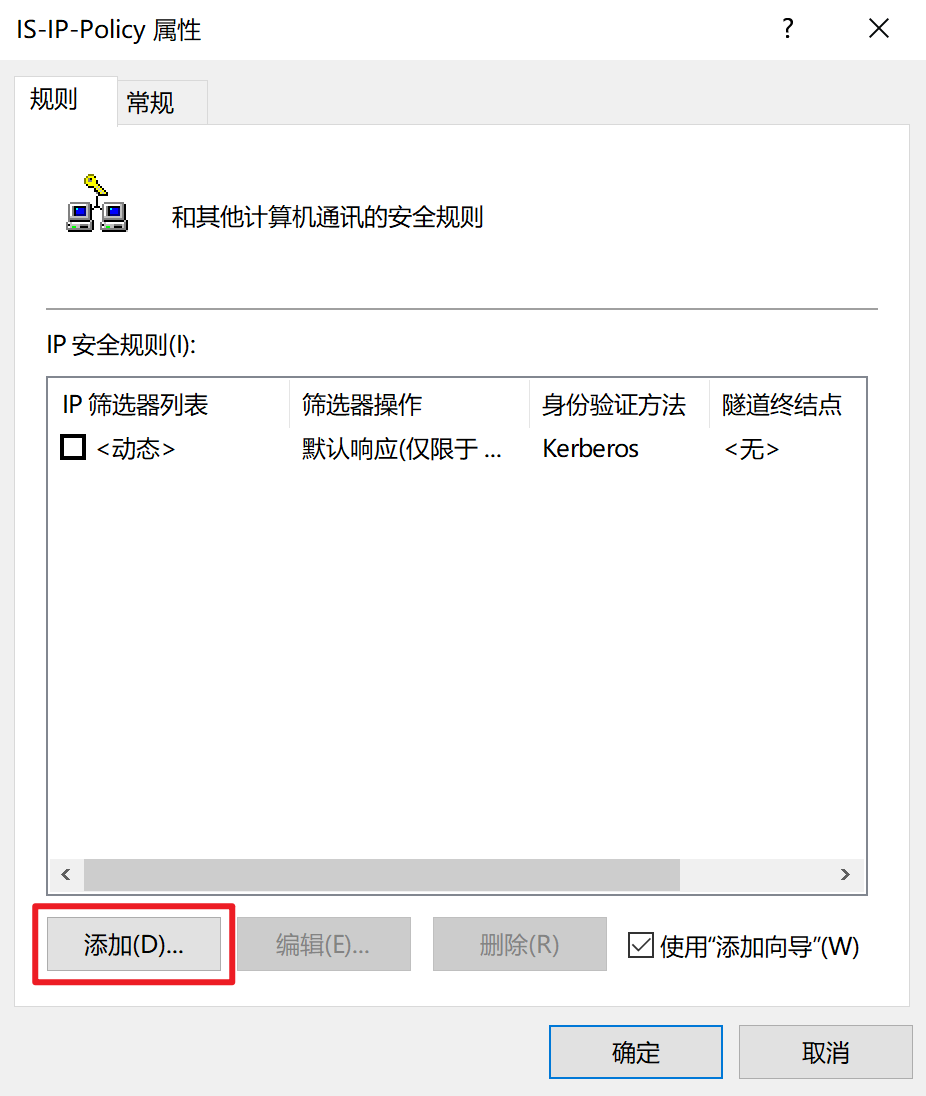 IS-IP-Policy 属性
规则 常规
和其他计算机通讯的安全规则
IP 安全规则(I):
IP 筛选器列表 筛选器操作 身份验证方法 隧道终结点
<动态> 默认响应(仅限于 ... Kerberos <无>
添加(D)... 编辑(E)... 删除(R) 使用“添加向导”(W)
确定 取消